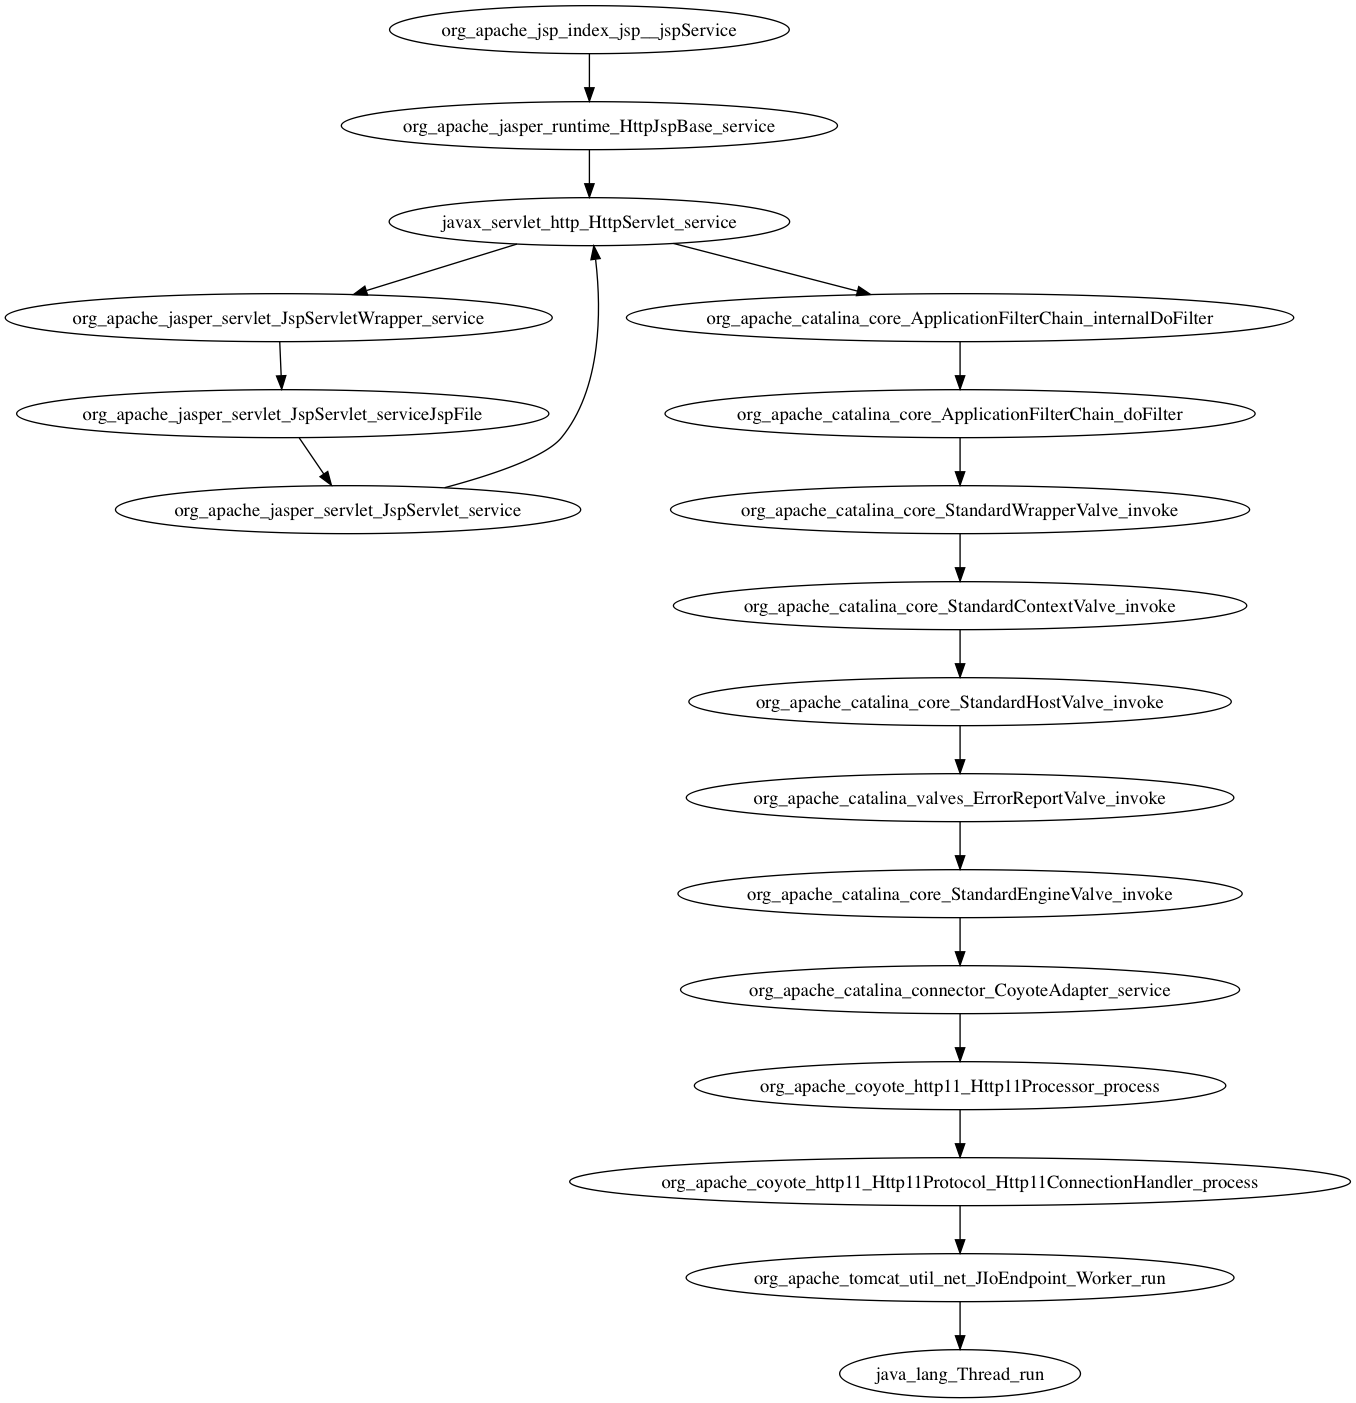 org_apache_jsp_index_jsp__jspService
org_apache_jasper_runtime_HttpJspBase_service
javax_servlet_http_HttpServlet_service
org_apache_jasper_servlet_JspServletWrapper_service
org_apache_catalina_core_ApplicationFilterChain_internalDoFilter
org_apache_jasper_servlet_JspServlet_serviceJspFile
org_apache_catalina_core_ApplicationFilterChain_doFilter
org_apache_jasper_servlet_JspServlet_service
org_apache_catalina_core_StandardWrapperValve_invoke
org_apache_catalina_core_StandardContextValve_invoke
org_apache_catalina_core_StandardHostValve_invoke
org_apache_catalina_valves_ErrorReportValve_invoke
org_apache_catalina_core_StandardEngineValve_invoke
org_apache_catalina_connector_CoyoteAdapter_service
org_apache_coyote_http11_Http11Processor_process
org_apache_coyote_http11_Http11Protocol_Http11ConnectionHandler_process
org_apache_tomcat_util_net_JIoEndpoint_Worker_run
java_lang_Thread_run